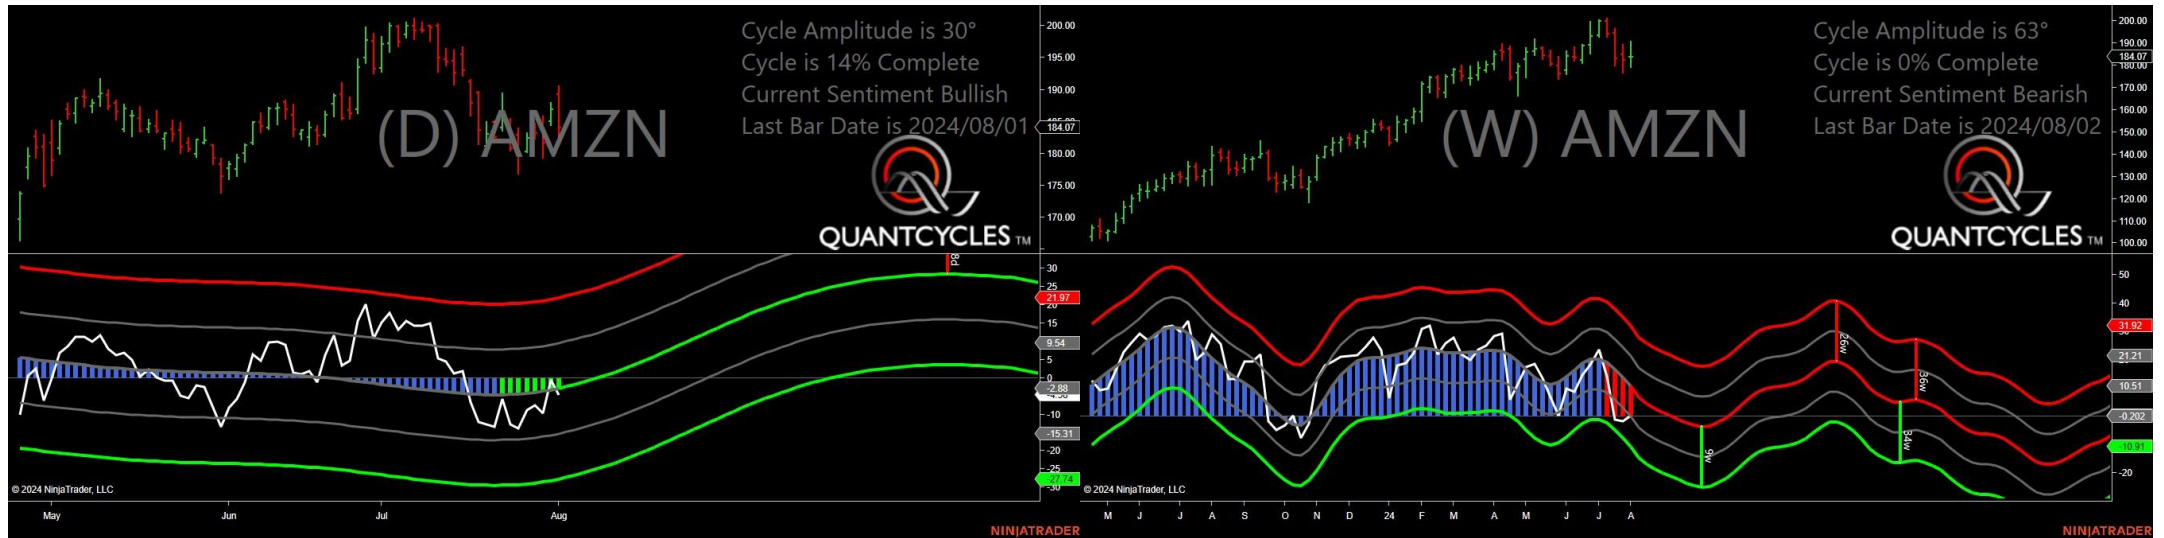 Cycle Amplitude is 30°
Cycle is 14% Complete
Current Sentiment Bullish
Last Bar Date is 2024/08/01
(D) AMZN
QUANTCYCLES TM
200.00
195.00
190.00
184.07
180.00
175.00
170.00
8d
30
25
21.97
15
9.54
5
0
-2.88
-10
-15.31
-20
-25
-27.74
-30
© 2024 NinjaTrader, LLC
May
Jun
Jul
Aug
NINJATRADER
Cycle Amplitude is 63°
Cycle is 0% Complete
Current Sentiment Bearish
Last Bar Date is 2024/08/02
(W) AMZN
QUANTCYCLES TM
200.00
190.00
184.07
180.00
170.00
160.00
150.00
140.00
130.00
120.00
110.00
100.00
26w
36w
9w
34w
50
40
31.92
21.21
10.51
-0.202
-10.91
-20
© 2024 NinjaTrader, LLC
M J J A S O N D 24 F M A M J J A
NINJATRADER